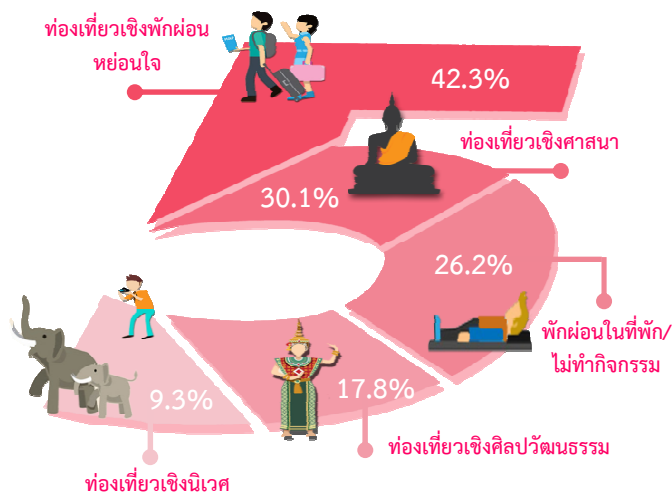 ท่องเที่ยวเชิงพักผ่อน
หย่อนใจ
42.3%
ท่องเที่ยวเชิงศาสนา
30.1%
26.2%
พักผ่อนในที่พัก/
ไม่ทำกิจกรรม
17.8%
9.3%
ท่องเที่ยวเชิงศิลปวัฒนธรรม
ท่องเที่ยวเชิงนิเวศ